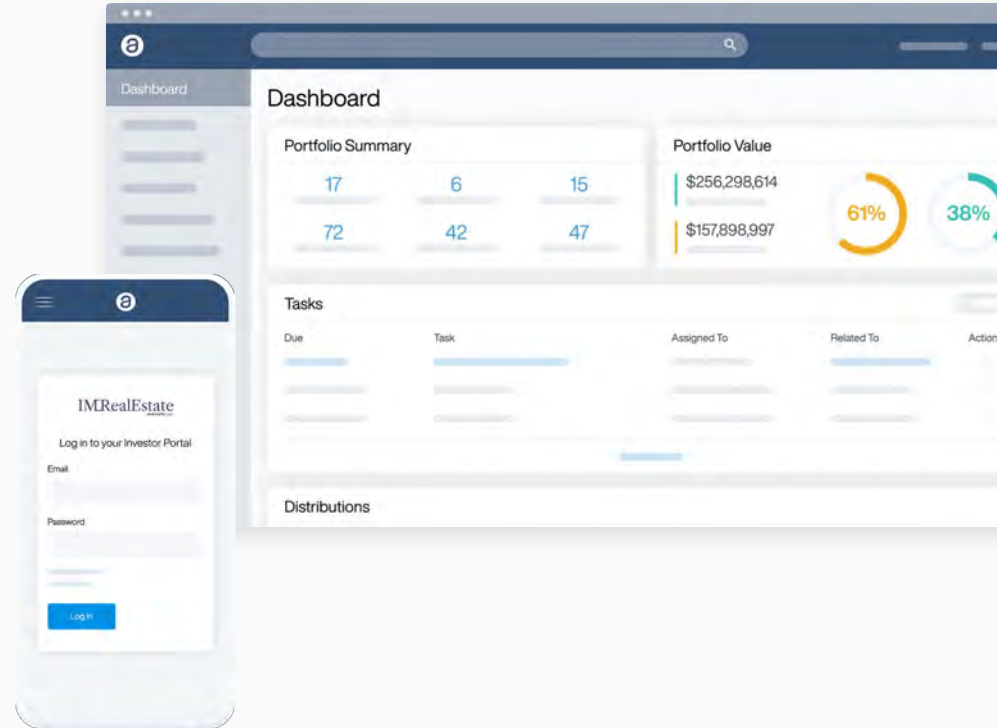 a
Dashboard
Dashboard
Portfolio Summary
17 6 15
72 42 47
Portfolio Value
$256,298,614
$157,898,997
61%
38%
Tasks
Due Task Assigned To Related To Action
Distributions
a
IMRealEstate
Log in to your Investor Portal
Email
Password
Log In